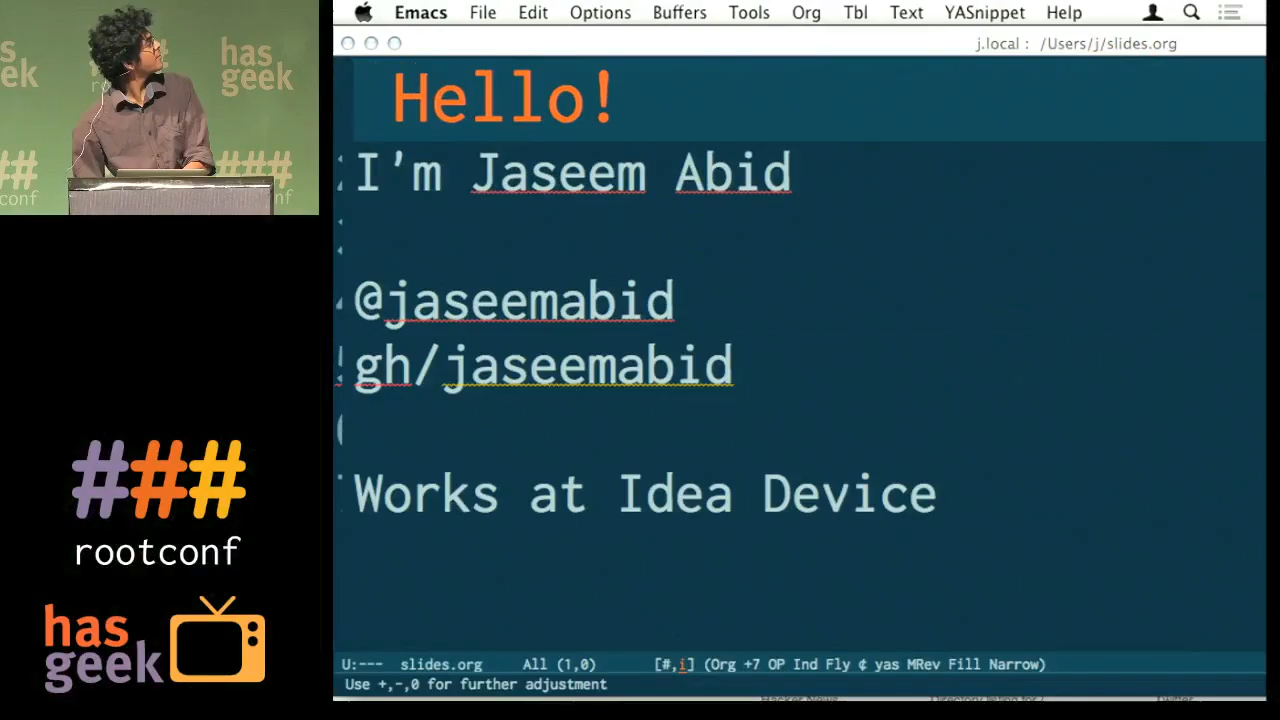 Emacs File Edit Options Buffers Tools Org Tbl Text YASnippet Help
j.local : /Users/j/slides.org
has
geek
Hello!
I'm Jaseem Abid
@jaseemabid
gh/jaseemabid
Works at Idea Device
U:--- slides.org All (1,0) [#,i] (Org +7 OP Ind Fly ¢ yas MRev Fill Narrow)
Use +,-,0 for further adjustment
###
rootconf
has
geek